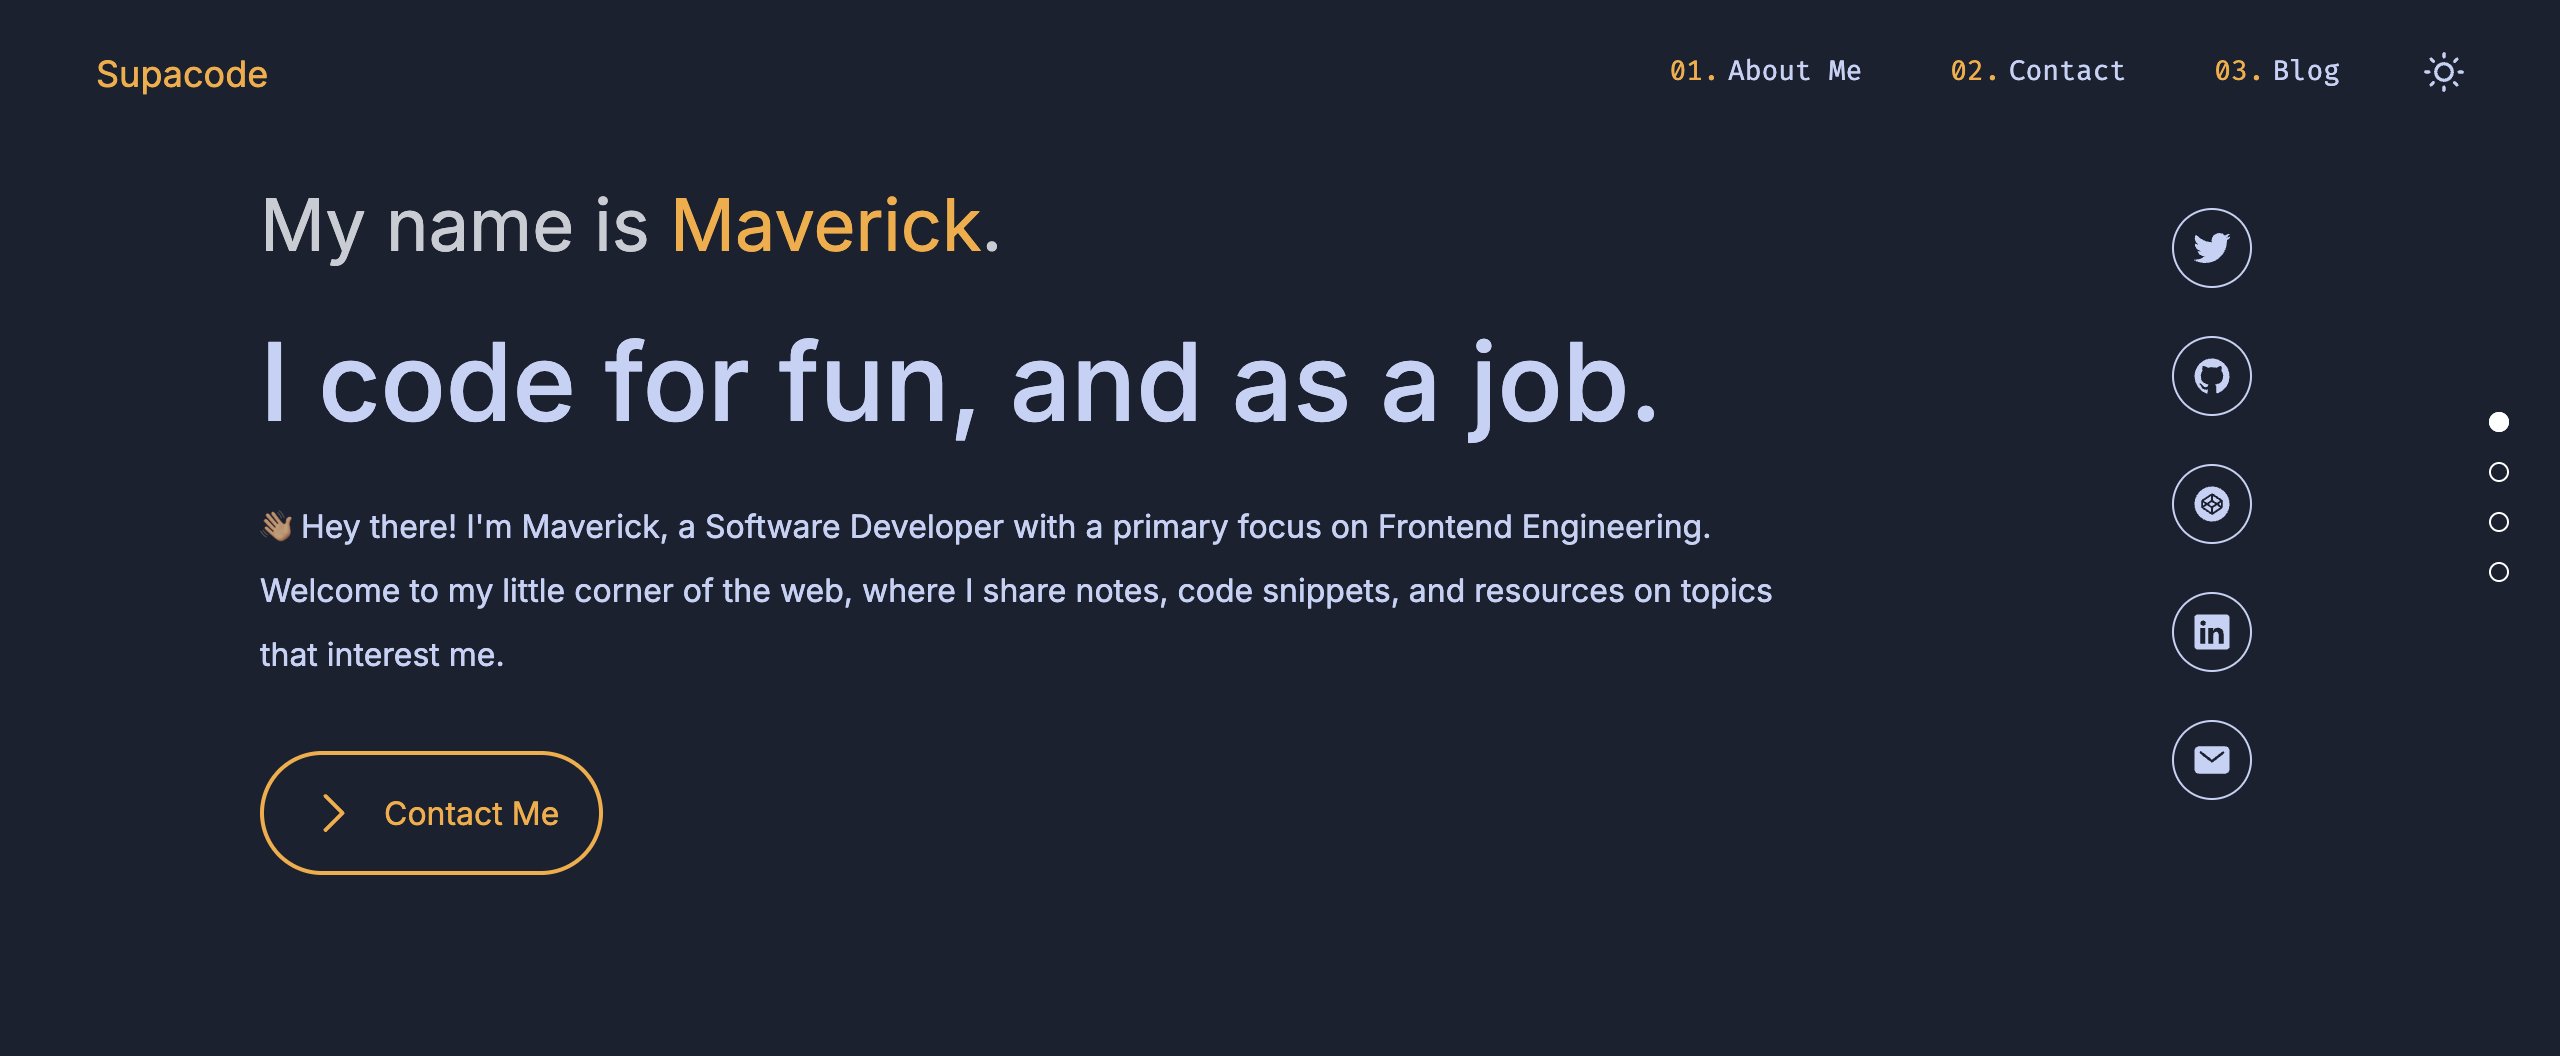 Supacode
01. About Me
02. Contact
03. Blog
My name is Maverick.
I code for fun, and as a job.
👋🏽 Hey there! I'm Maverick, a Software Developer with a primary focus on Frontend Engineering.
Welcome to my little corner of the web, where I share notes, code snippets, and resources on topics
that interest me.
Contact Me